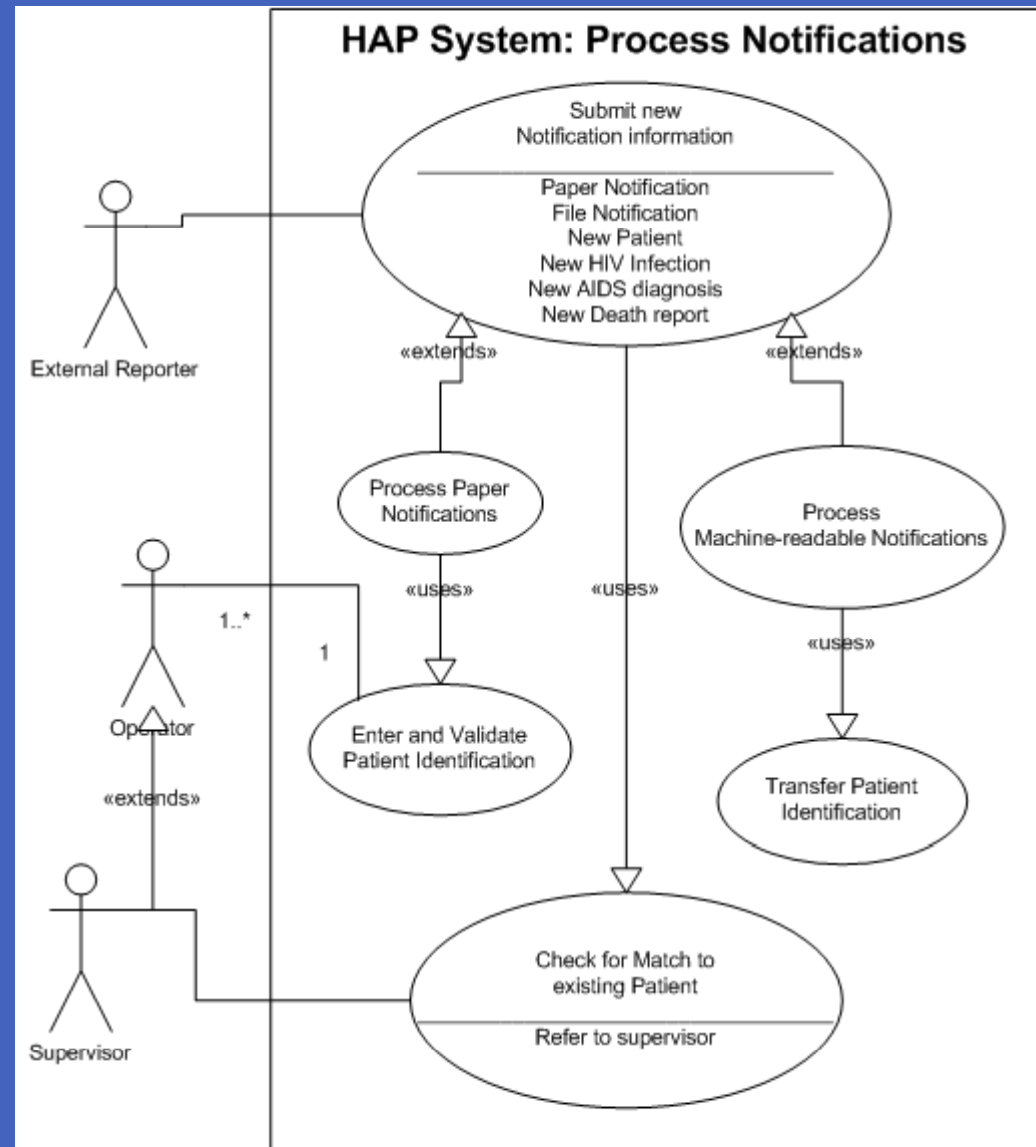 HAP System: Process Notifications
Submit new
Notification information
Paper Notification
File Notification
New Patient
New HIV Infection
New AIDS diagnosis
New Death report
External Reporter
«extends»
«extends»
Process Paper
Notifications
Process
Machine-readable Notifications
«uses»
«uses»
«uses»
1..*
1
Operator
Enter and Validate
Patient Identification
Transfer Patient
Identification
«extends»
Check for Match to
existing Patient
Refer to supervisor
Supervisor